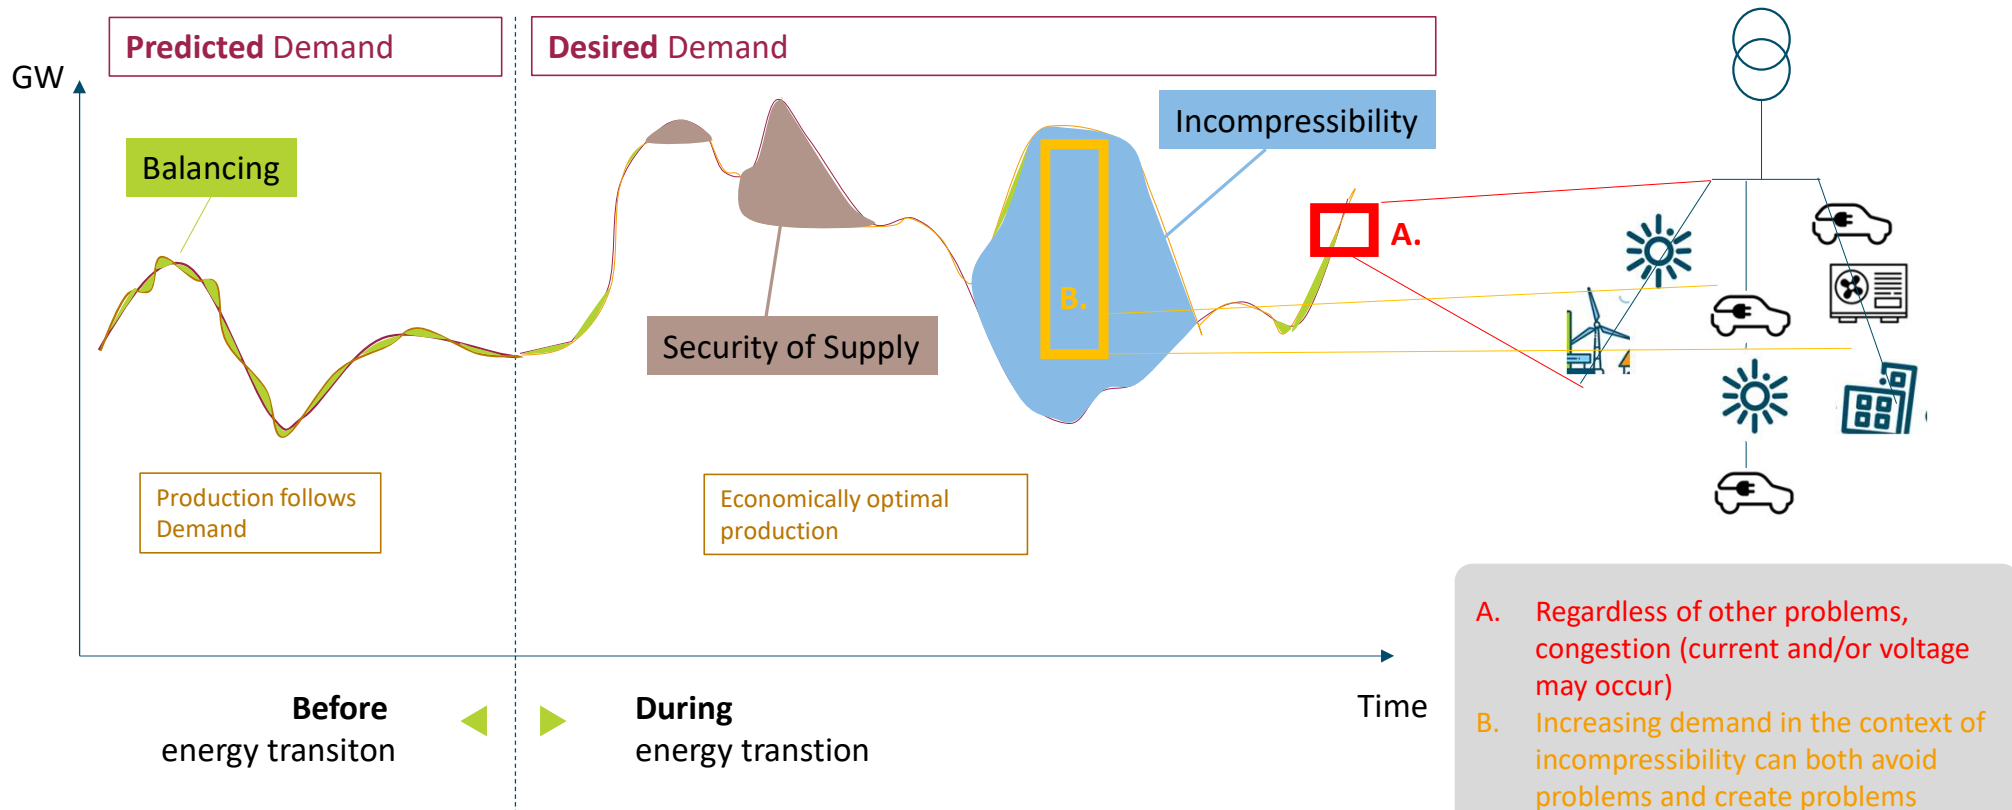 Predicted Demand
Desired Demand
GW
Balancing
Incompressibility
A.
B.
Security of Supply
Production follows
Demand
Economically optimal
production
Before
energy transiton
During
energy transtion
Time
A. Regardless of other problems,
congestion (current and/or voltage
may occur)
B. Increasing demand in the context of
incompressibility can both avoid
problems and create problems